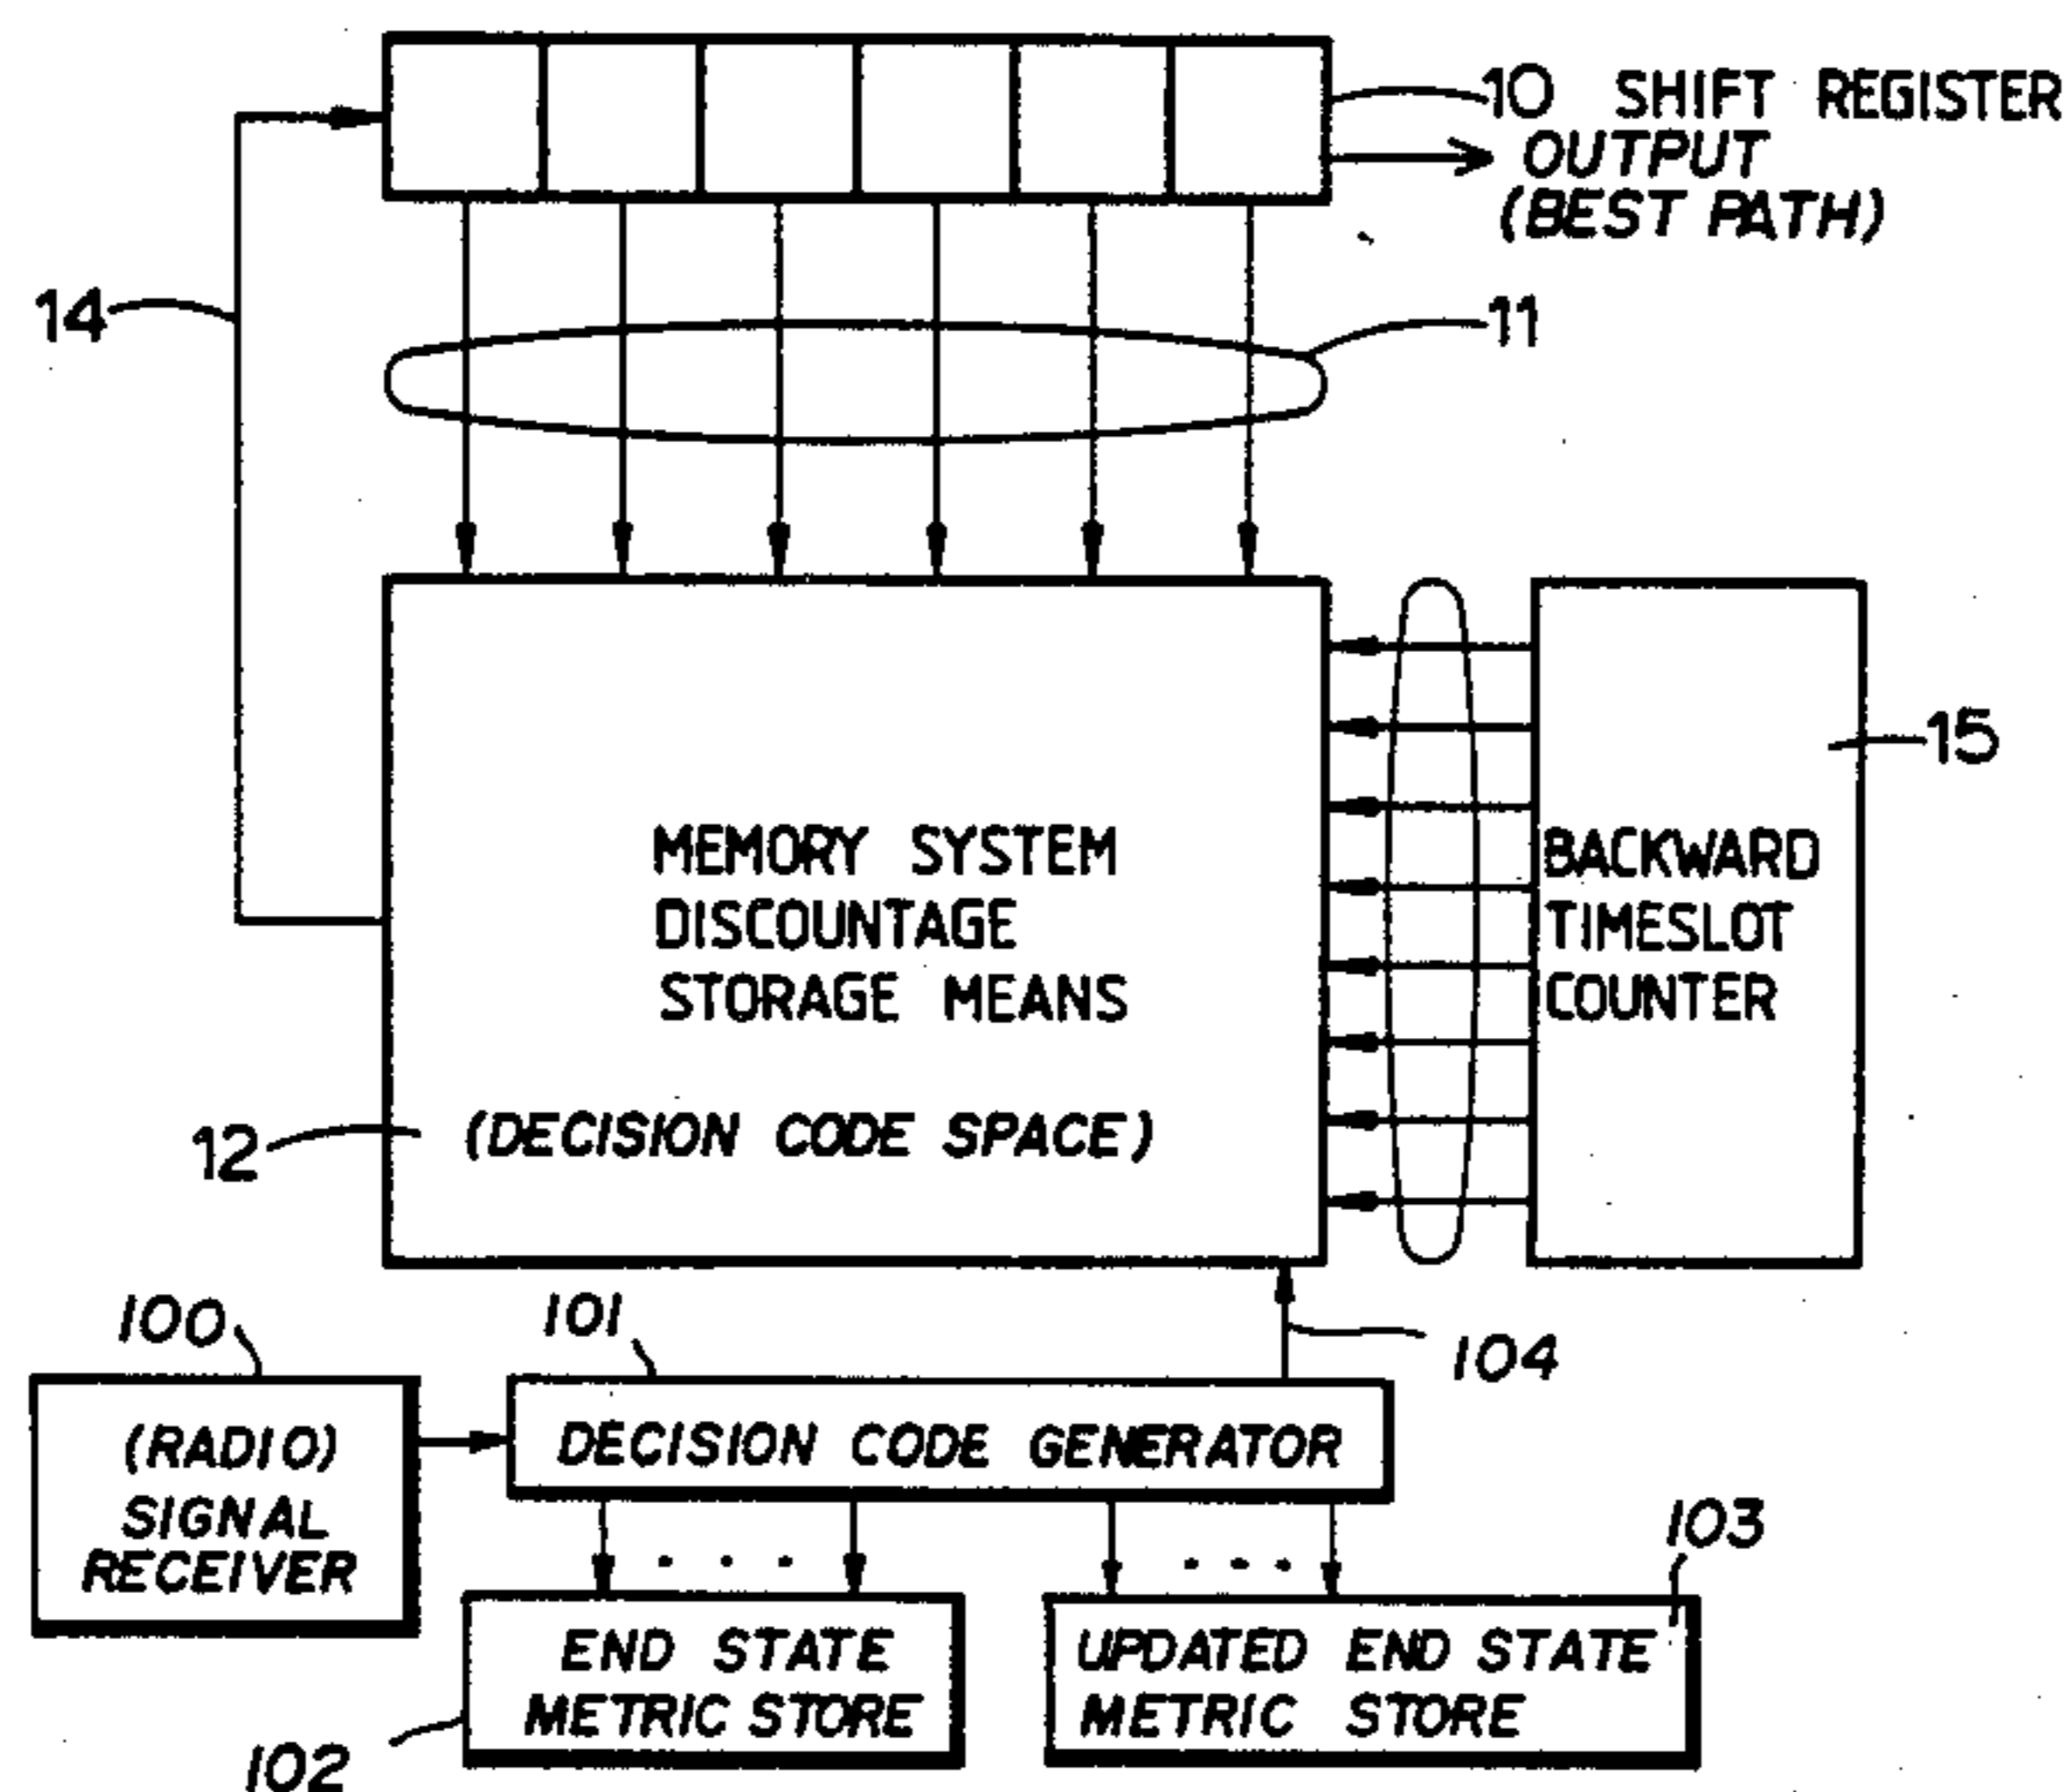 10 SHIFT REGISTER
OUTPUT
(BEST PATH)
14
11
15
MEMORY SYSTEM
DISCOUNTAGE
STORAGE MEANS
(DECISION CODE SPACE)
BACKWARD
TIMESLOT
COUNTER
12
100
101
104
(RADIO)
SIGNAL
RECEIVER
DECISION CODE GENERATOR
103
END STATE
METRIC STORE
UPDATED END STATE
METRIC STORE
102